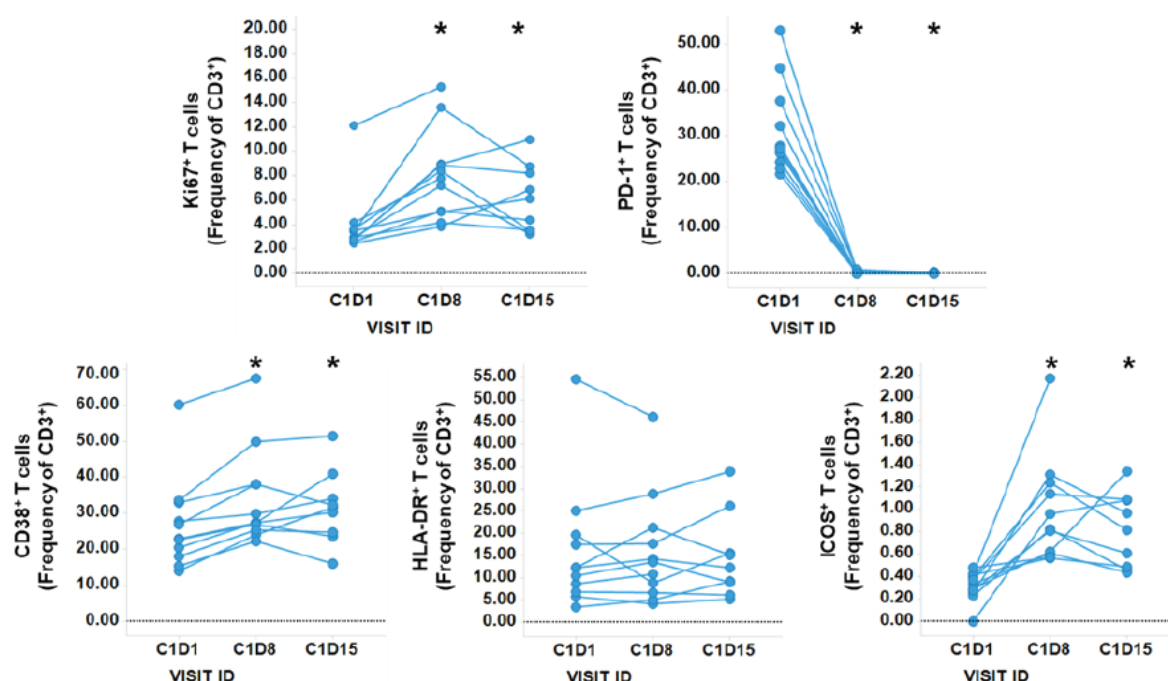 Ki67⁺ T cells
(Frequency of CD3⁺)
20.00
18.00
16.00
14.00
12.00
10.00
8.00
6.00
4.00
2.00
0.00
* *
C1D1 C1D8 C1D15
VISIT ID
PD-1⁺ T cells
(Frequency of CD3⁺)
50.00
40.00
30.00
20.00
10.00
0.00
* *
C1D1 C1D8 C1D15
VISIT ID
CD38⁺ T cells
(Frequency of CD3⁺)
70.00
60.00
50.00
40.00
30.00
20.00
10.00
0.00
* *
C1D1 C1D8 C1D15
VISIT ID
HLA-DR⁺ T cells
(Frequency of CD3⁺)
55.00
50.00
45.00
40.00
35.00
30.00
25.00
20.00
15.00
10.00
5.00
0.00
C1D1 C1D8 C1D15
VISIT ID
ICOS⁺ T cells
(Frequency of CD3⁺)
2.20
2.00
1.80
1.60
1.40
1.20
1.00
0.80
0.60
0.40
0.20
0.00
* *
C1D1 C1D8 C1D15
VISIT ID